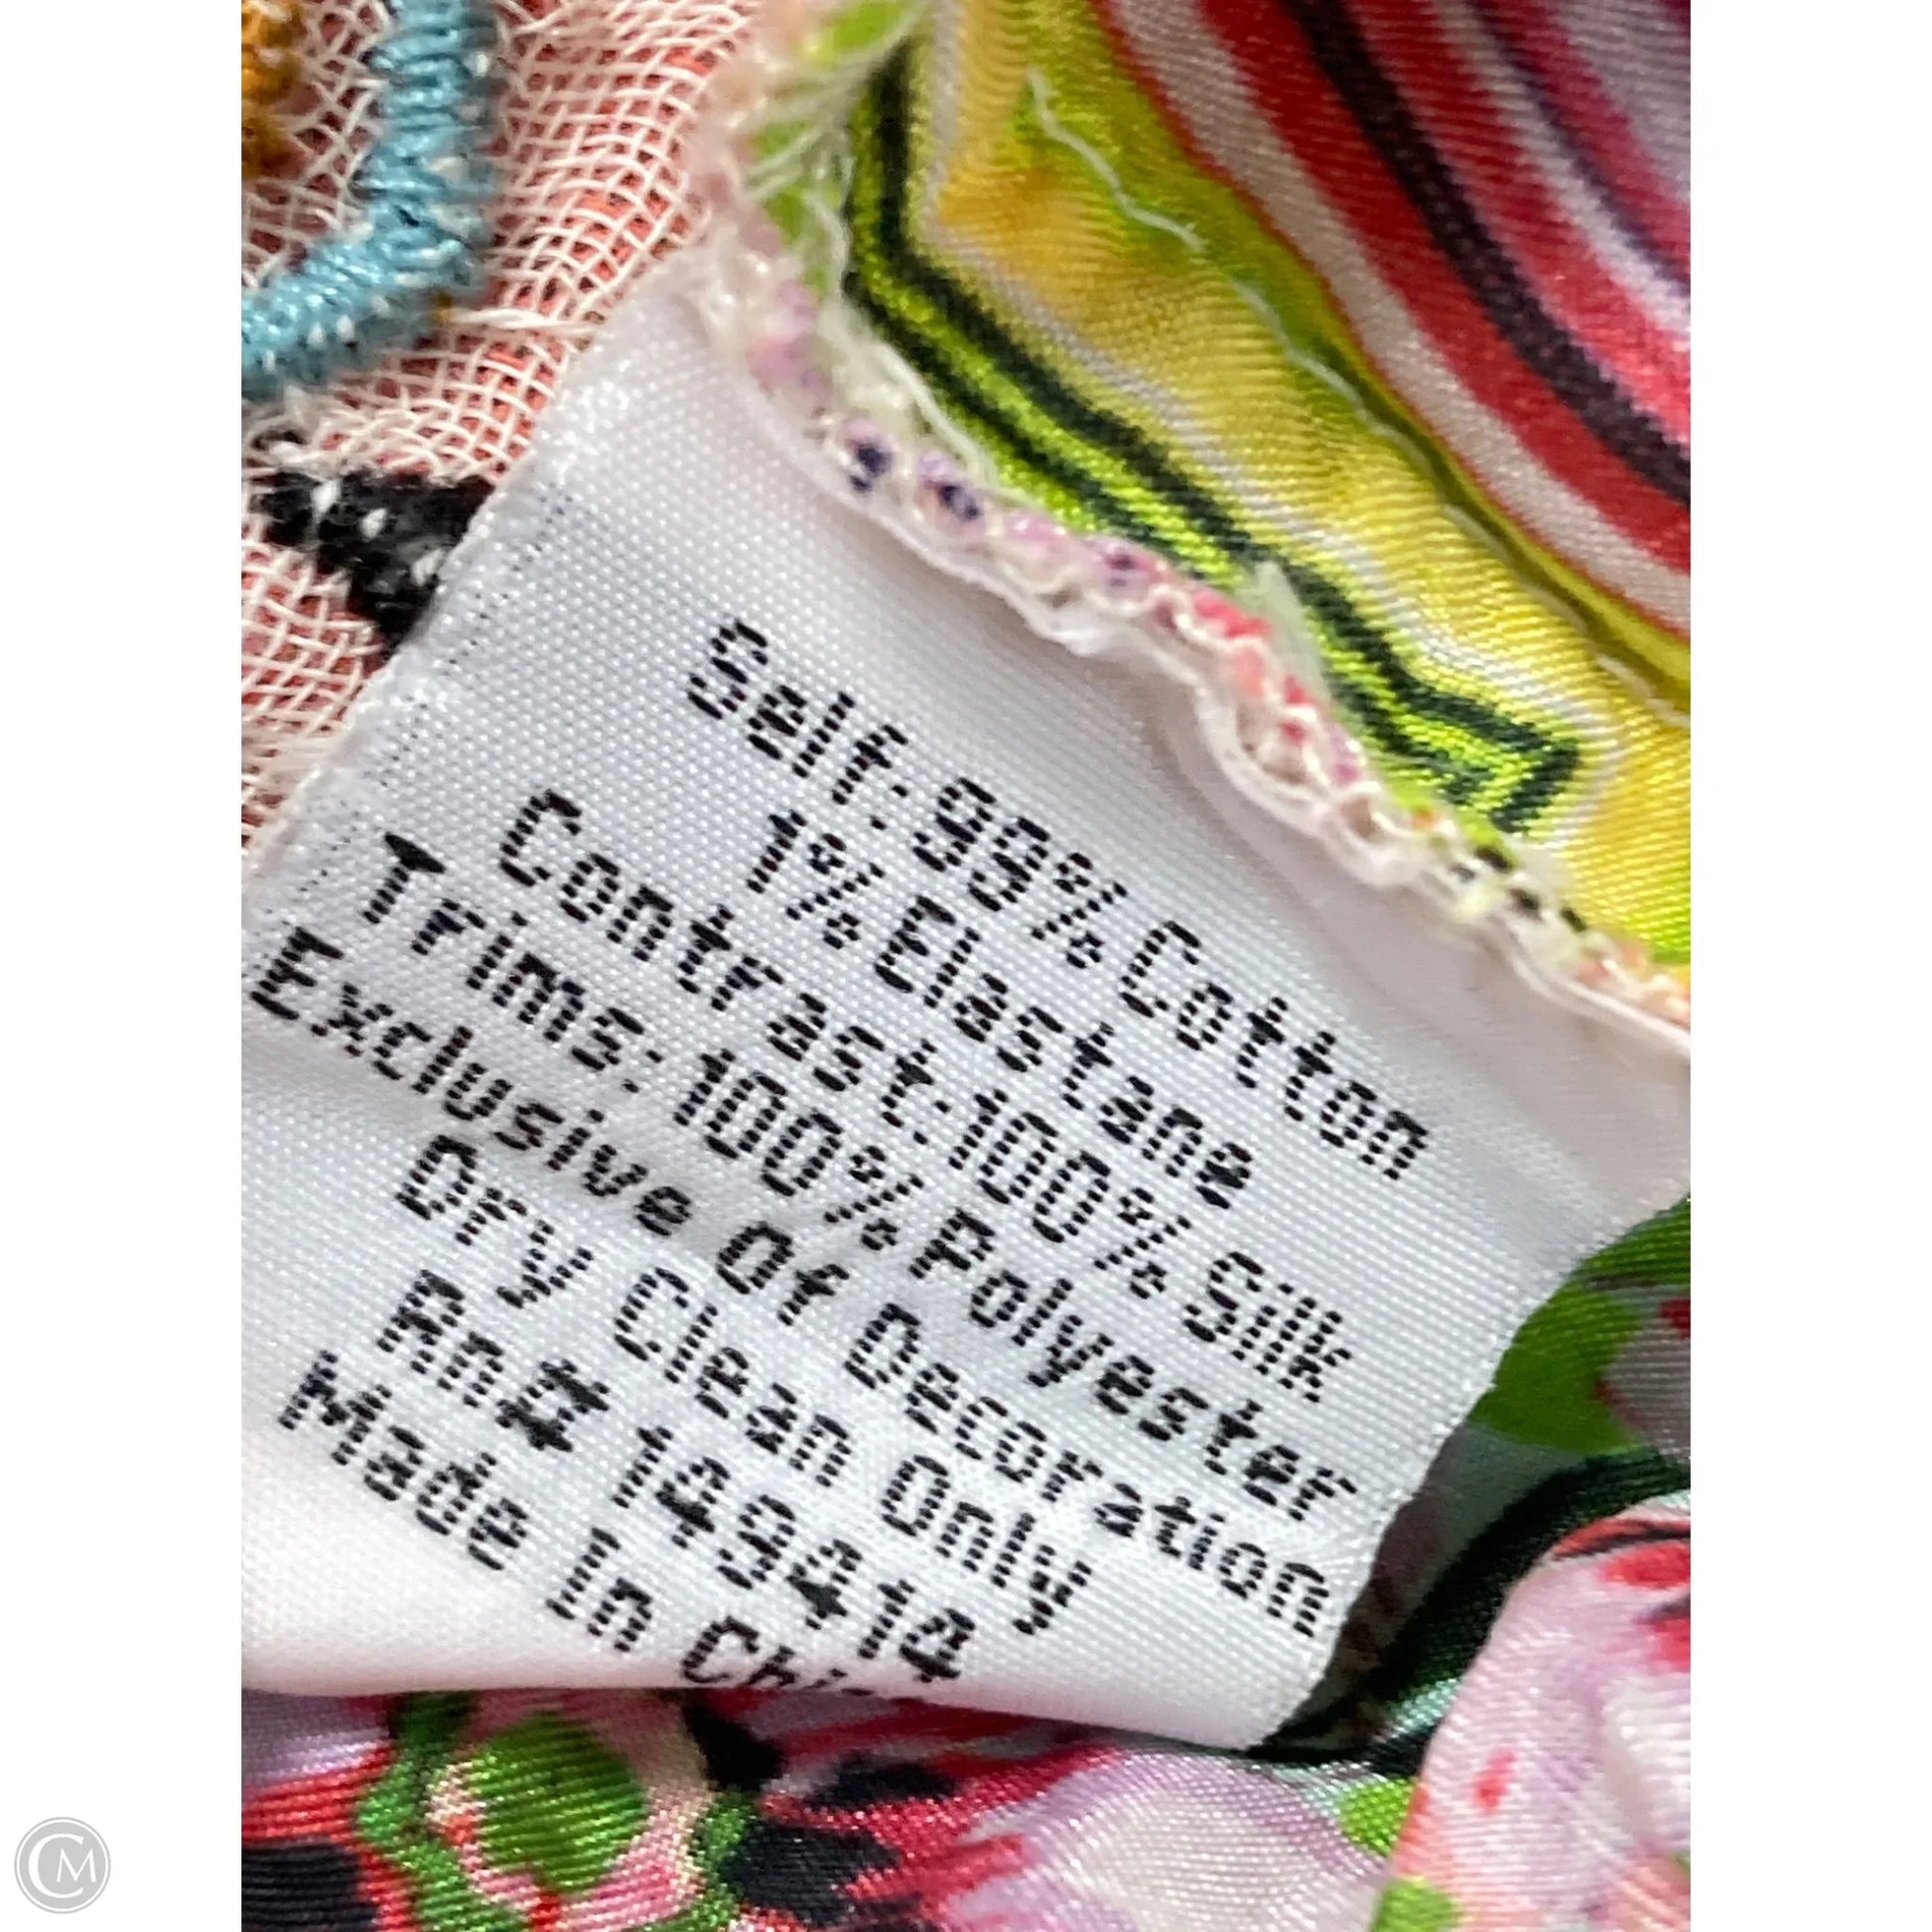 Self: 99% Cotton
1% Elastane
Contrast: 100% Silk
Trims: 100% Polyester
Exclusive Of Decoration
Dry Clean Only
Rn# 149414
Made In
CM